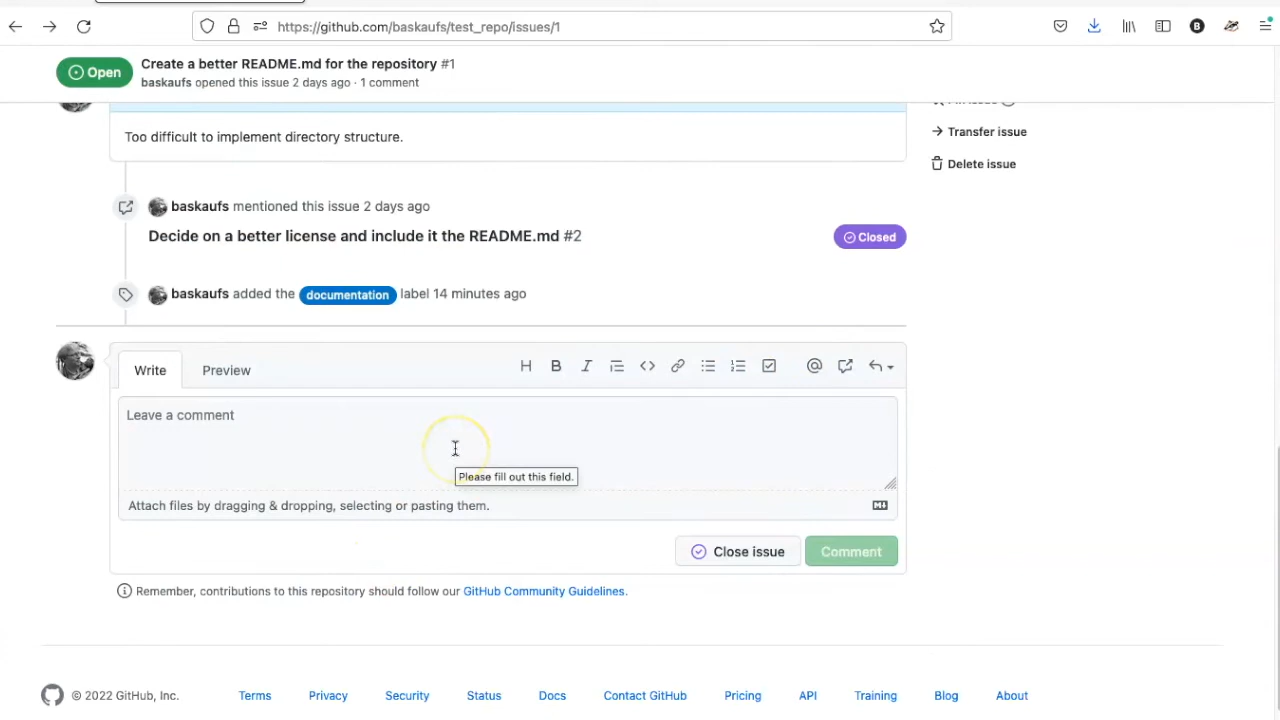 https://github.com/baskaufs/test_repo/issues/1
B
Open
Create a better README.md for the repository #1
baskaufs opened this issue 2 days ago · 1 comment
Too difficult to implement directory structure.
Transfer issue
Delete issue
baskaufs mentioned this issue 2 days ago
Decide on a better license and include it the README.md #2
Closed
baskaufs added the documentation label 14 minutes ago
Write
Preview
H B I
Leave a comment
Please fill out this field.
Attach files by dragging & dropping, selecting or pasting them.
Close issue
Comment
Remember, contributions to this repository should follow our GitHub Community Guidelines.
© 2022 GitHub, Inc.
Terms
Privacy
Security
Status
Docs
Contact GitHub
Pricing
API
Training
Blog
About